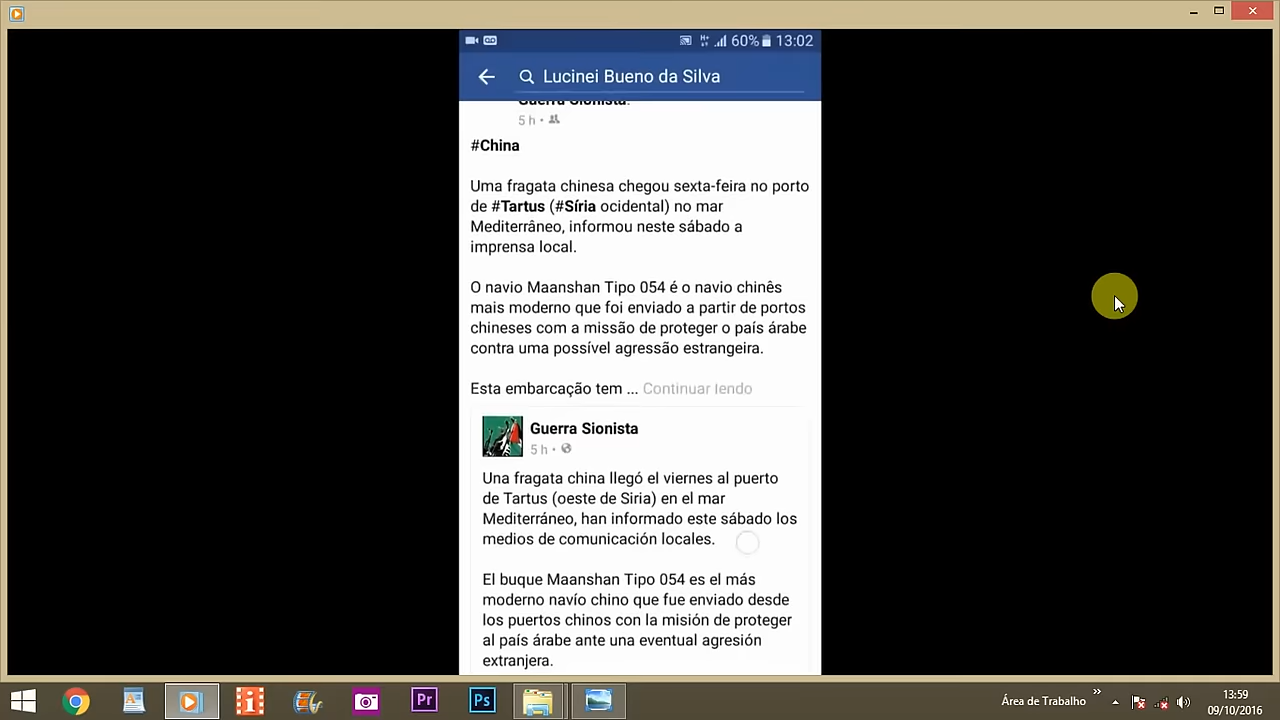 60% 13:02
Lucinei Bueno da Silva
Guerra Sionista.
5 h
#China
Uma fragata chinesa chegou sexta-feira no porto
de #Tartus (#Síria ocidental) no mar
Mediterrâneo, informou neste sábado a
imprensa local.
O navio Maanshan Tipo 054 é o navio chinês
mais moderno que foi enviado a partir de portos
chineses com a missão de proteger o país árabe
contra uma possível agressão estrangeira.
Esta embarcação tem ... Continuar lendo
Guerra Sionista
5 h
Una fragata china llegó el viernes al puerto
de Tartus (oeste de Siria) en el mar
Mediterráneo, han informado este sábado los
medios de comunicación locales.
El buque Maanshan Tipo 054 es el más
moderno navío chino que fue enviado desde
los puertos chinos con la misión de proteger
al país árabe ante una eventual agresión
extranjera.
Pr
Ps
Área de Trabalho
13:59
09/10/2016